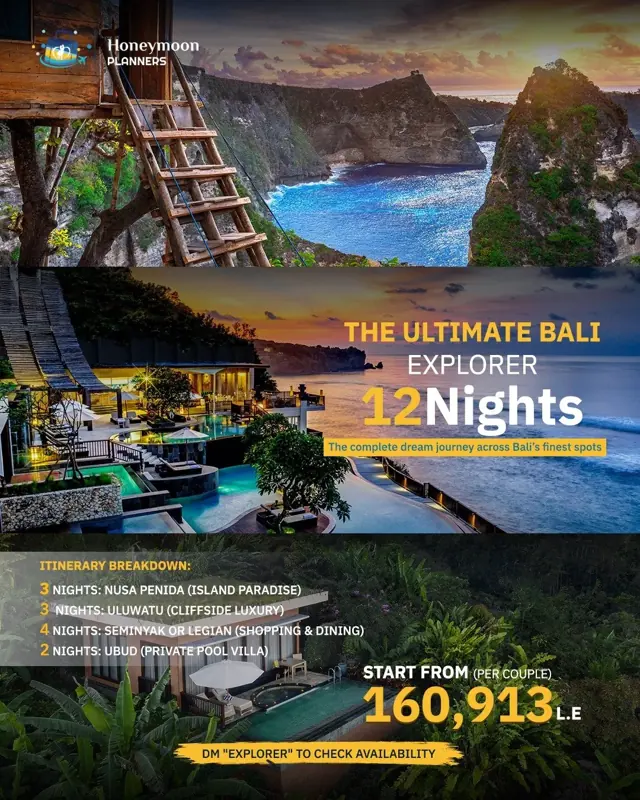 Honeymoon
PLANNERS
THE ULTIMATE BALI
EXPLORER
12Nights
The complete dream journey across Bali's finest spots
ITINERARY BREAKDOWN:
3 NIGHTS: NUSA PENIDA (ISLAND PARADISE)
3 NIGHTS: ULUWATU (CLIFFSIDE LUXURY)
4 NIGHTS: SEMINYAK OR LEGIAN (SHOPPING & DINING)
2 NIGHTS: UBUD (PRIVATE POOL VILLA)
START FROM (PER COUPLE)
160,913 L.E
DM "EXPLORER" TO CHECK AVAILABILITY